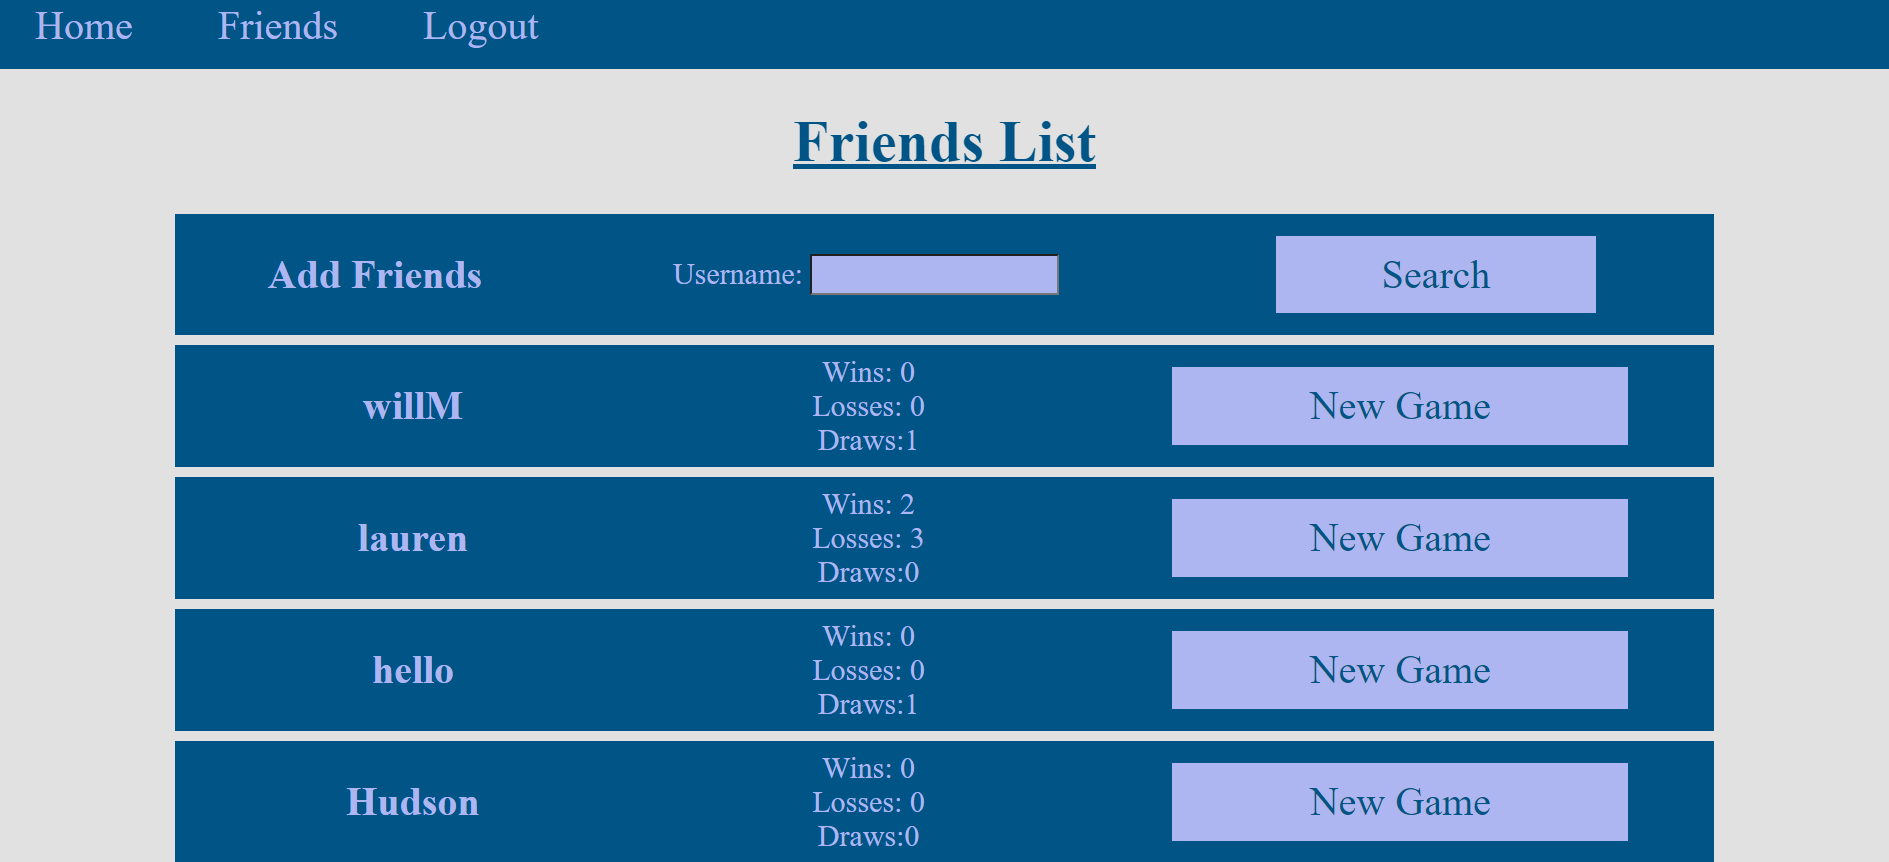 Home Friends Logout
Friends List
Add Friends Username: Search
willM
Wins: 0
Losses: 0
Draws:1
New Game
lauren
Wins: 2
Losses: 3
Draws:0
New Game
hello
Wins: 0
Losses: 0
Draws:1
New Game
Hudson
Wins: 0
Losses: 0
Draws:0
New Game